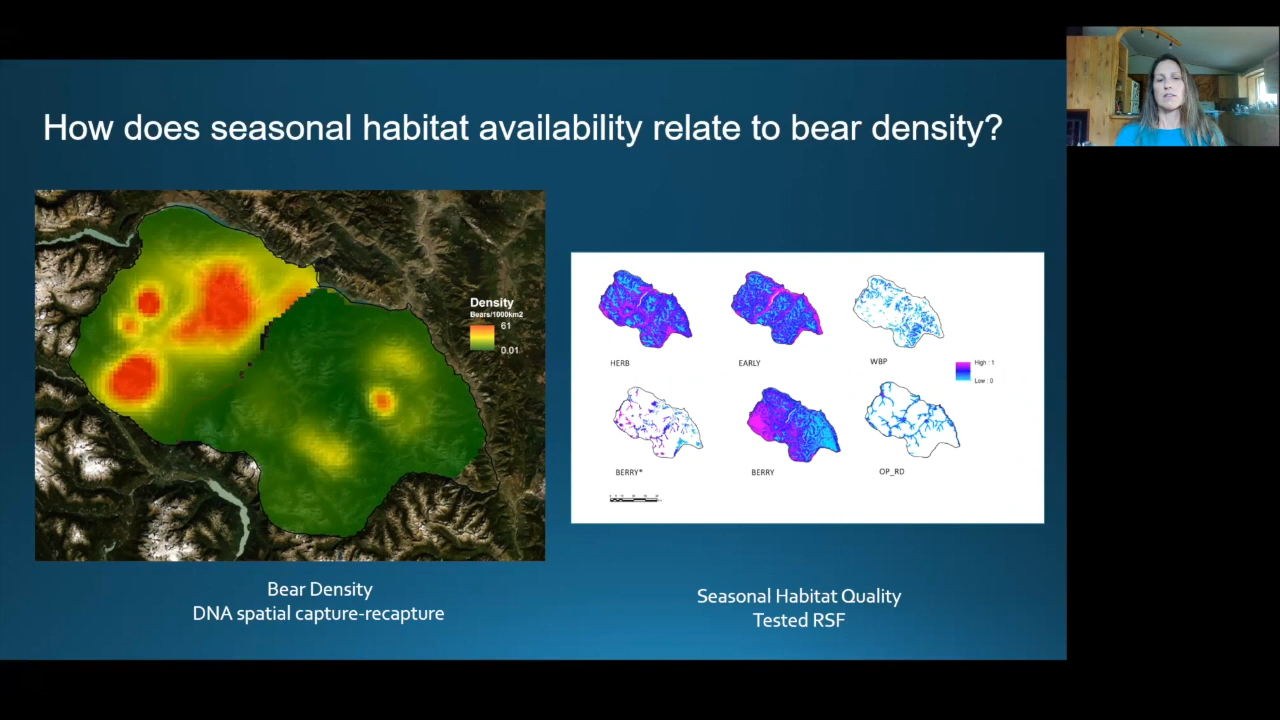 How does seasonal habitat availability relate to bear density?
Density
Bears/1000km2
61
0.01
HERB
EARLY
WBP
High : 1
Low : 0
BERRY*
BERRY
OP_RD
Bear Density
DNA spatial capture-recapture
Seasonal Habitat Quality
Tested RSF